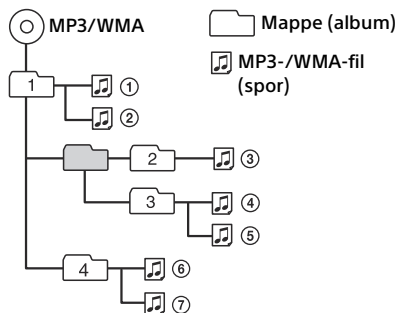 MP3/WMA
Mappe (album)
MP3-/WMA-fil
(spor)
1
①
②
2
③
3
④
⑤
4
⑥
⑦